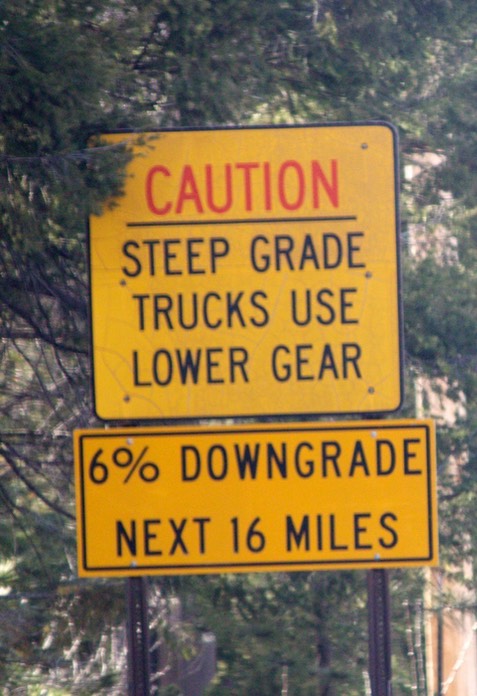 CAUTION
STEEP GRADE
TRUCKS USE
LOWER GEAR
6% DOWNGRADE
NEXT 16 MILES